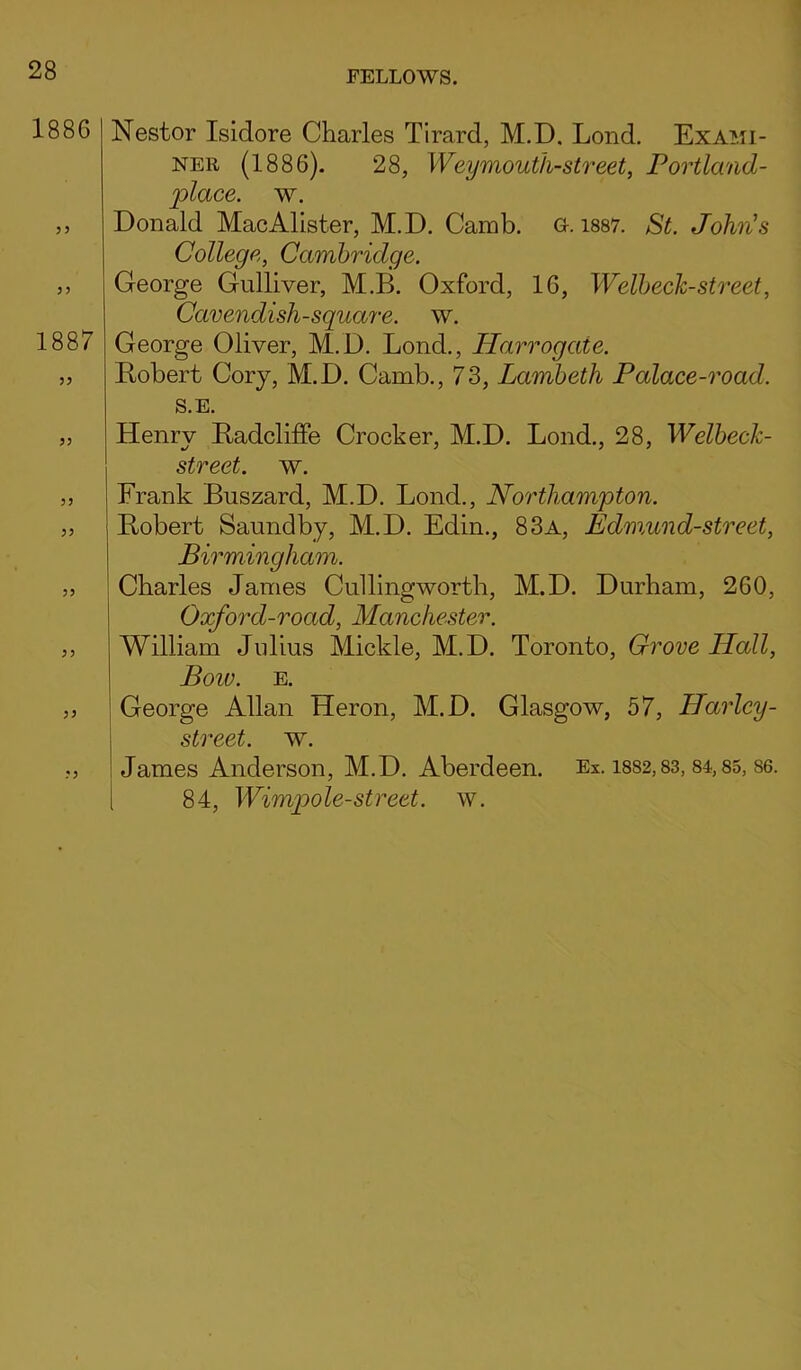 28
FELLOWS.
1886 Nestor Isidore Charles Tirard, M.D. Lond. EXAMI-
NER (1886). 28, Weymouth-street, Portland-
place. W.
,, Donald MacAlister, M.D. Camb. G. 1887. St. John's
College, Cambridge.
,, George Gulliver, M.B. Oxford, 16, Welbeck-street,
Cavendish-square. W.
1887 George Oliver, M.D. Lond., Harrogate.
,, Robert Cory, M.D. Camb., 73, Lambeth Palace-road.
S.E.
,, Henry Radcliffe Crocker, M.D. Lond., 28, Welbeck-
street. W.
,, Frank Buszard, M.D. Lond., Northampton.
,, Robert Saundby, M.D. Edin., 83A, Edmund-street,
Birmingham.
,, Charles James Cullingworth, M.D. Durham, 260,
Oxford-road, Manchester.
,, William Julius Mickle, M.D. Toronto, Grove Hall,
Bow. E.
,, George Allan Heron, M.D. Glasgow, 57, Harley-
street. W.
,, James Anderson, M.D. Aberdeen. Ex. 1882, 83, 84, 85, 86.
84, Wimpole-street. W.